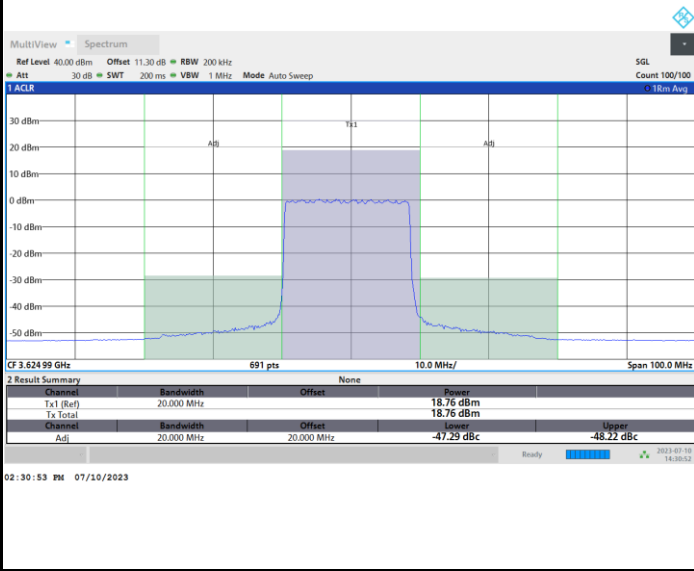 MultiView Spectrum
Ref Level 40.00 dBm Offset 11.30 dB RBW 200 kHz SGL
Att 30 dB SWT 200 ms VBW 1 MHz Mode Auto Sweep Count 100/100
1 ACLR 1Rm Avg
30 dBm
Tx1
20 dBm
Adj Adj
10 dBm
0 dBm
-10 dBm
-20 dBm
-30 dBm
-40 dBm
-50 dBm
CF 3.624 99 GHz 691 pts 10.0 MHz/ Span 100.0 MHz
2 Result Summary None
Channel Bandwidth Offset Power
Tx1 (Ref) 20.000 MHz 18.76 dBm
Tx Total 18.76 dBm
Channel Bandwidth Offset Lower Upper
Adj 20.000 MHz 20.000 MHz -47.29 dBc -48.22 dBc
Ready 2023-07-10
14:30:52
02:30:53 PM 07/10/2023